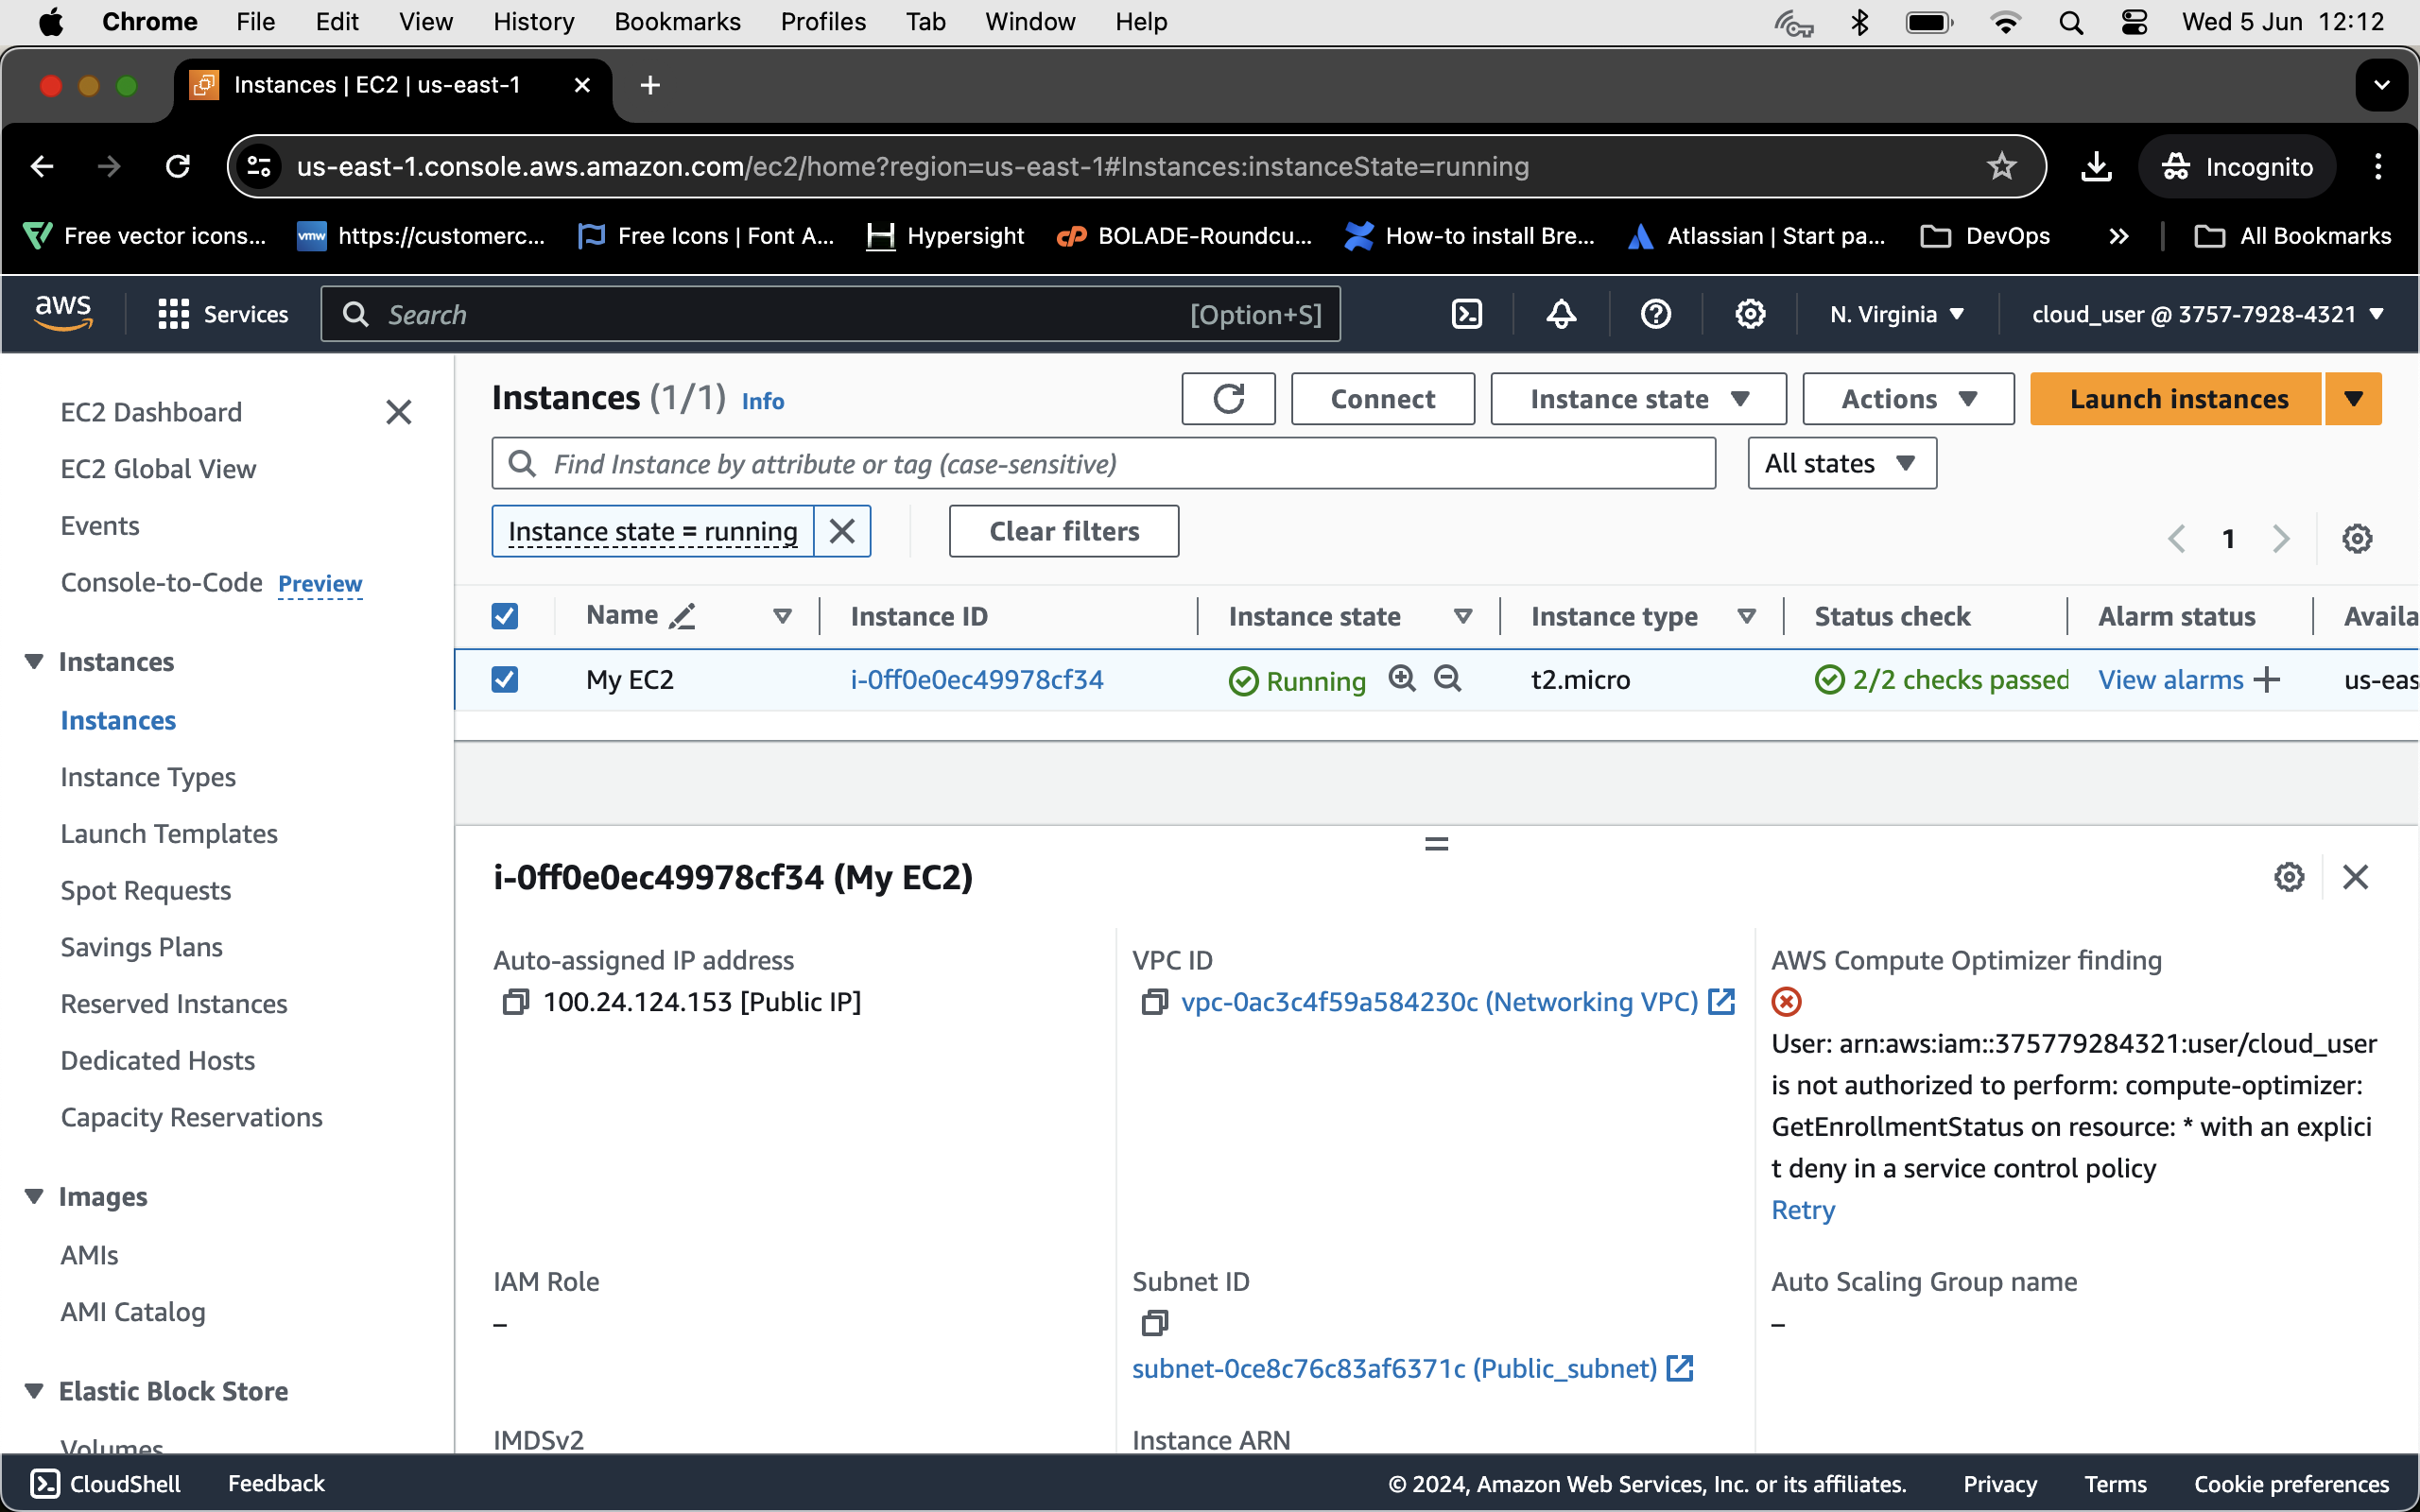 Chrome File Edit View History Bookmarks Profiles Tab Window Help Wed 5 Jun 12:12
Instances | EC2 | us-east-1
us-east-1.console.aws.amazon.com/ec2/home?region=us-east-1#Instances:instanceState=running Incognito
Free vector icons... vmw https://customerc... Free Icons | Font A... Hypersight BOLADE-Roundcu... How-to install Bre... Atlassian | Start pa... DevOps » All Bookmarks
aws Services Search [Option+S] N. Virginia cloud_user @ 3757-7928-4321
EC2 Dashboard
EC2 Global View
Events
Console-to-Code Preview
Instances
Instances
Instance Types
Launch Templates
Spot Requests
Savings Plans
Reserved Instances
Dedicated Hosts
Capacity Reservations
Images
AMIs
AMI Catalog
Elastic Block Store
Volumes
Instances (1/1) Info Connect Instance state Actions Launch instances
Find Instance by attribute or tag (case-sensitive) All states
Instance state = running Clear filters 1
Name Instance ID Instance state Instance type Status check Alarm status Availa
My EC2 i-0ff0e0ec49978cf34 Running t2.micro 2/2 checks passed View alarms us-eas
i-0ff0e0ec49978cf34 (My EC2)
Auto-assigned IP address
100.24.124.153 [Public IP]
VPC ID
vpc-0ac3c4f59a584230c (Networking VPC)
AWS Compute Optimizer finding
User: arn:aws:iam::375779284321:user/cloud_user
is not authorized to perform: compute-optimizer:
GetEnrollmentStatus on resource: * with an explici
t deny in a service control policy
Retry
IAM Role
–
Subnet ID
subnet-0ce8c76c83af6371c (Public_subnet)
Auto Scaling Group name
–
IMDSv2
Instance ARN
CloudShell Feedback © 2024, Amazon Web Services, Inc. or its affiliates. Privacy Terms Cookie preferences